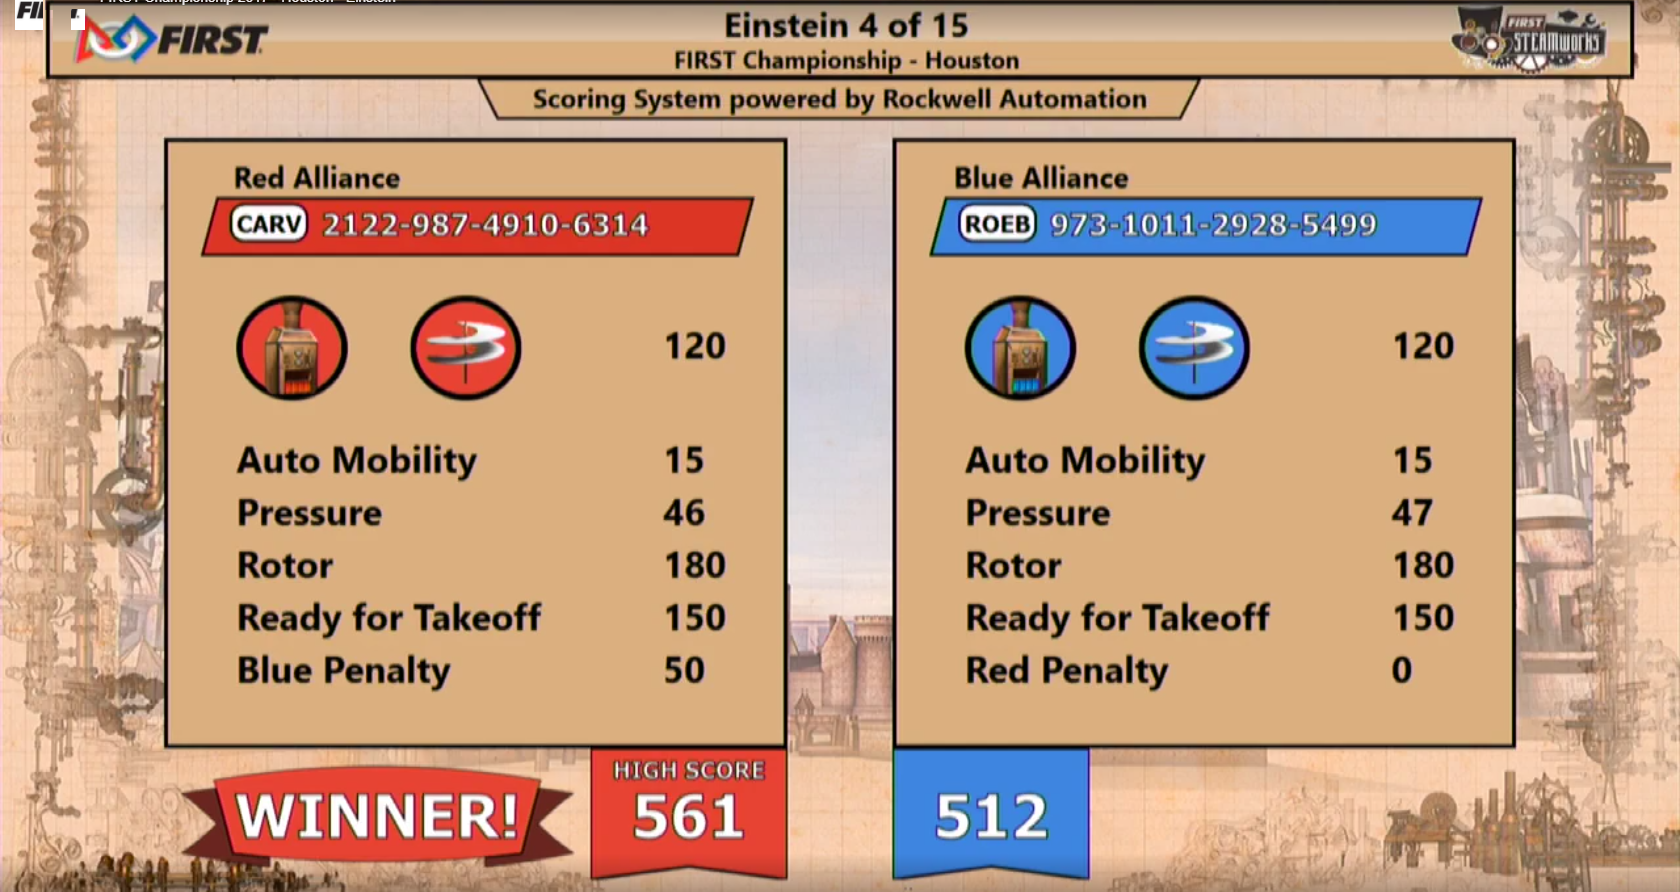 FIRST
Einstein 4 of 15
FIRST Championship - Houston
FIRST
STEAMWORKS
Scoring System powered by Rockwell Automation
Red Alliance
CARV 2122-987-4910-6314
120
Auto Mobility 15
Pressure 46
Rotor 180
Ready for Takeoff 150
Blue Penalty 50
WINNER!
HIGH SCORE
561
Blue Alliance
ROEB 973-1011-2928-5499
120
Auto Mobility 15
Pressure 47
Rotor 180
Ready for Takeoff 150
Red Penalty 0
512